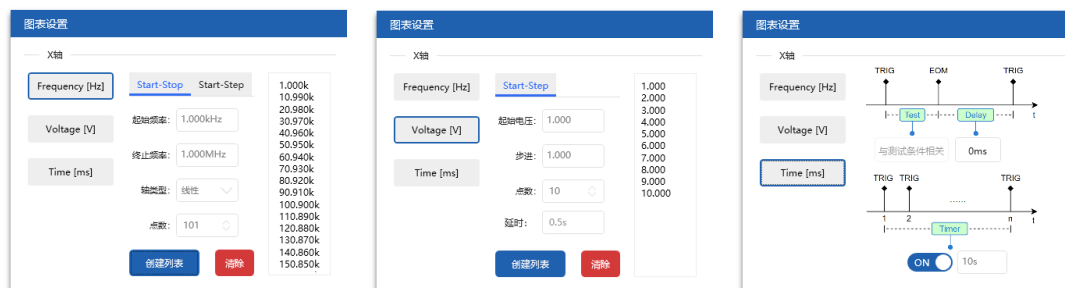 图表设置
X轴
Frequency [Hz]
Voltage [V]
Time [ms]
Start-Stop Start-Step
起始频率: 1.000kHz
终止频率: 1.000MHz
轴类型: 线性
点数: 101
创建列表 清除
1.000k
10.990k
20.980k
30.970k
40.960k
50.950k
60.940k
70.930k
80.920k
90.910k
100.900k
110.890k
120.880k
130.870k
140.860k
150.850k
图表设置
X轴
Frequency [Hz]
Voltage [V]
Time [ms]
Start-Step
起始电压: 1.000
步进: 1.000
点数: 10
延时: 0.5s
创建列表 清除
1.000
2.000
3.000
4.000
5.000
6.000
7.000
8.000
9.000
10.000
图表设置
X轴
Frequency [Hz]
Voltage [V]
Time [ms]
TRIG EOM TRIG
Test Delay t
与测试条件相关 0ms
TRIG TRIG TRIG
......
1 2 n t
Timer
ON 10s